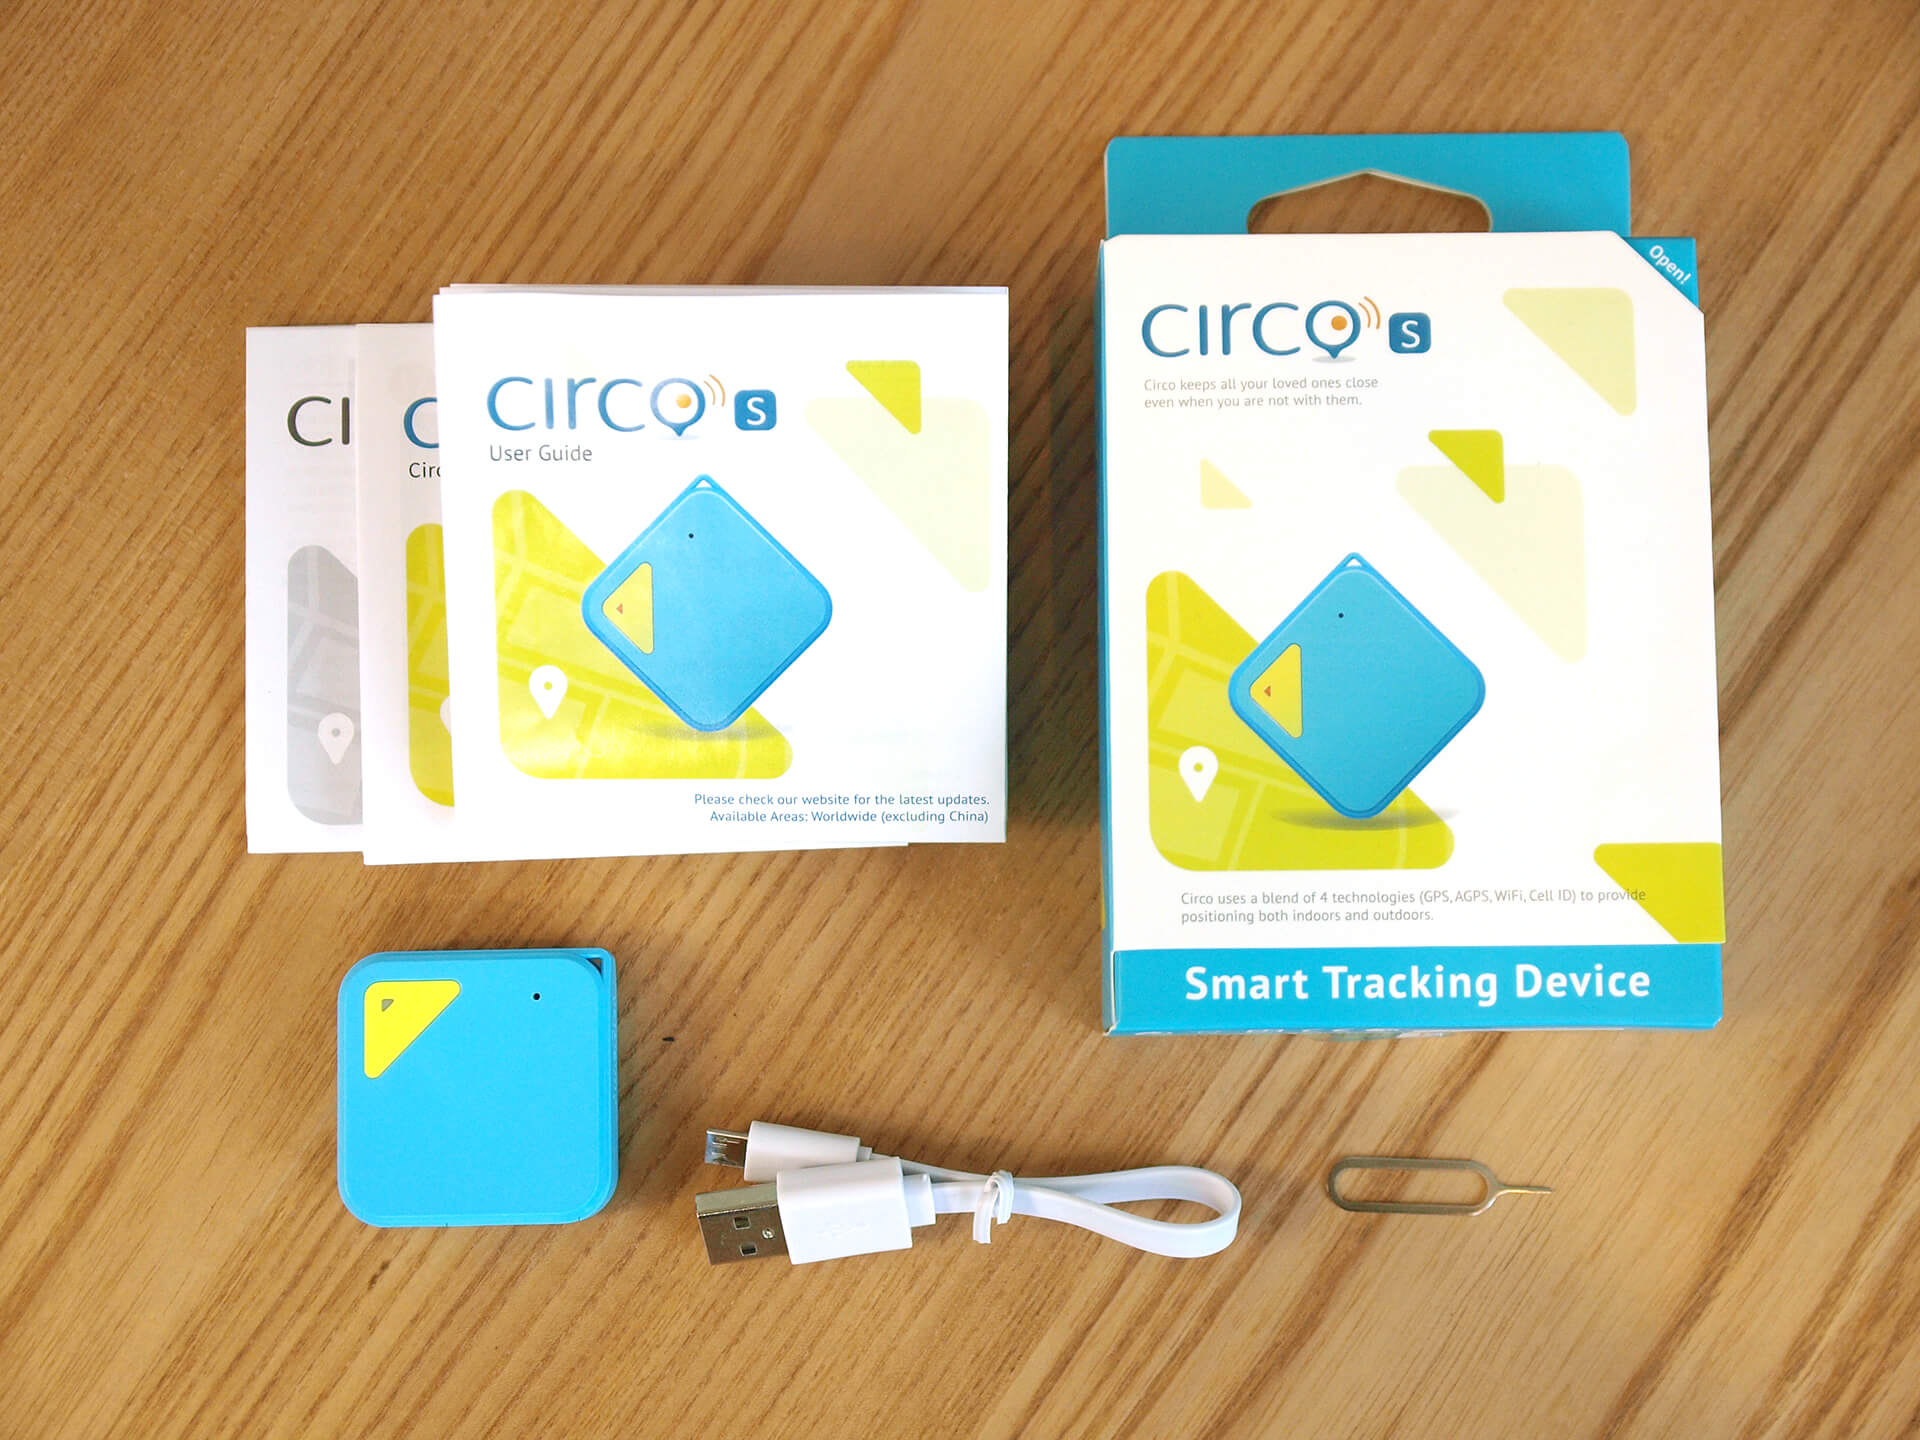 CI
C
Circ
circo s
User Guide
Please check our website for the latest updates.
Available Areas: Worldwide (excluding China)
Open!
circo s
Circo keeps all your loved ones close
even when you are not with them.
Circo uses a blend of 4 technologies (GPS, AGPS, WiFi, Cell ID) to provide
positioning both indoors and outdoors.
Smart Tracking Device